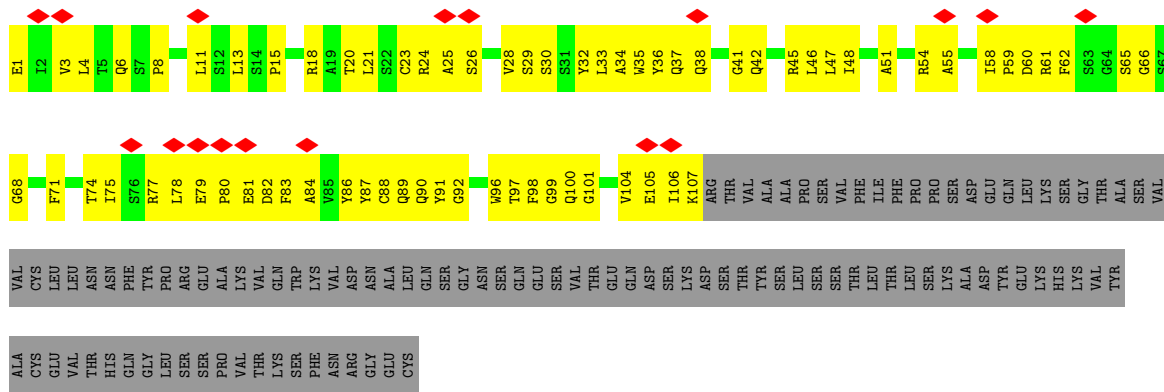 E1 I2 V3 L4 T5 Q6 S7 P8 L11 S12 L13 S14 P15 R18 A19 T20 L21 S22 C23 R24 A25 S26 V28 S29 S30 S31 Y32 L33 A34 W35 Y36 Q37 Q38 G41 Q42 R45 L46 L47 I48 A51 R54 A55 I58 P59 D60 R61 F62 S63 G64 S65 G66 S67
G68 F71 T74 I75 S76 R77 L78 E79 P80 E81 D82 F83 A84 V85 Y86 Y87 C88 Q89 Q90 Y91 G92 W96 T97 F98 G99 Q100 G101 V104 E105 I106 K107 ARG THR VAL ALA ALA PRO SER VAL PHE ILE PHE PRO PRO SER ASP GLU GLN LEU LYS SER GLY THR ALA SER VAL
VAL CYS LEU LEU ASN ASN PHE TYR PRO ARG GLU ALA LYS VAL GLN TRP LYS VAL ASP ASN ALA LEU GLN SER GLY ASN SER GLN GLU SER VAL THR GLU GLN ASP SER LYS ASP SER THR TYR SER LEU SER SER THR LEU THR LEU SER LYS ALA ASP TYR GLU LYS HIS LYS VAL TYR
ALA CYS GLU VAL THR HIS GLN GLY LEU SER SER PRO VAL THR LYS SER PHE ASN ARG GLY GLU CYS